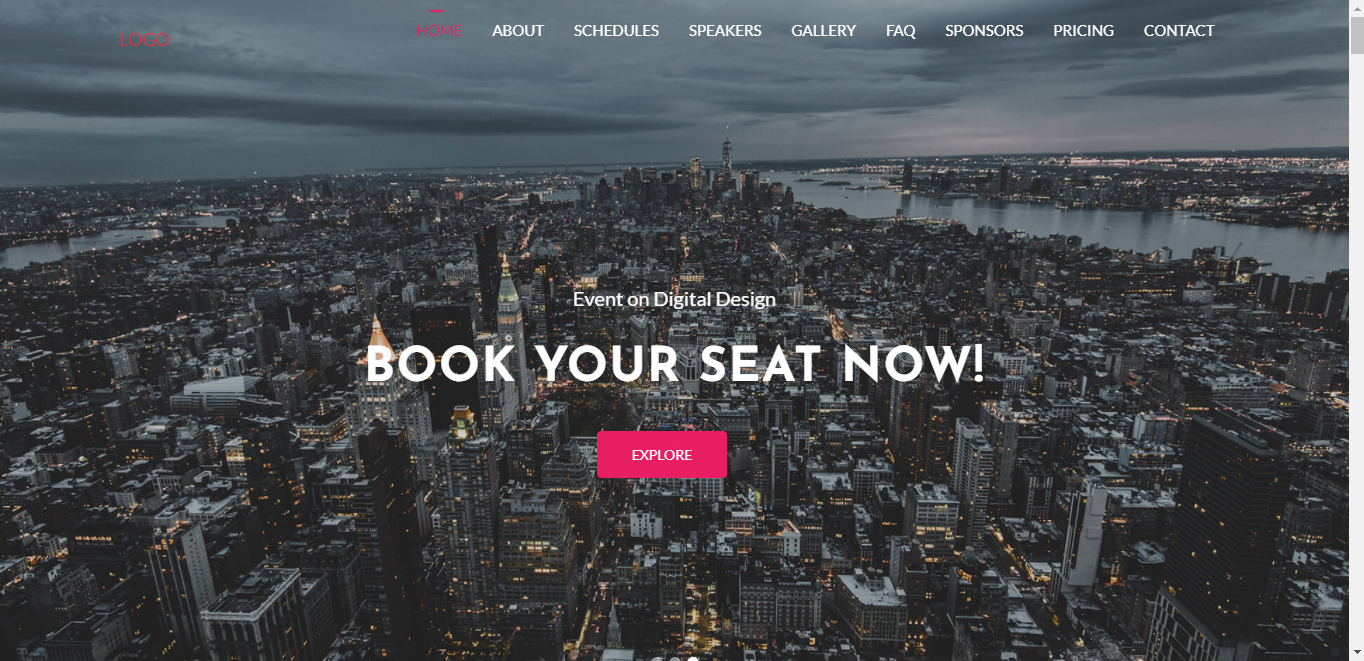 LOGO
HOME ABOUT SCHEDULES SPEAKERS GALLERY FAQ SPONSORS PRICING CONTACT
Event on Digital Design
BOOK YOUR SEAT NOW!
EXPLORE